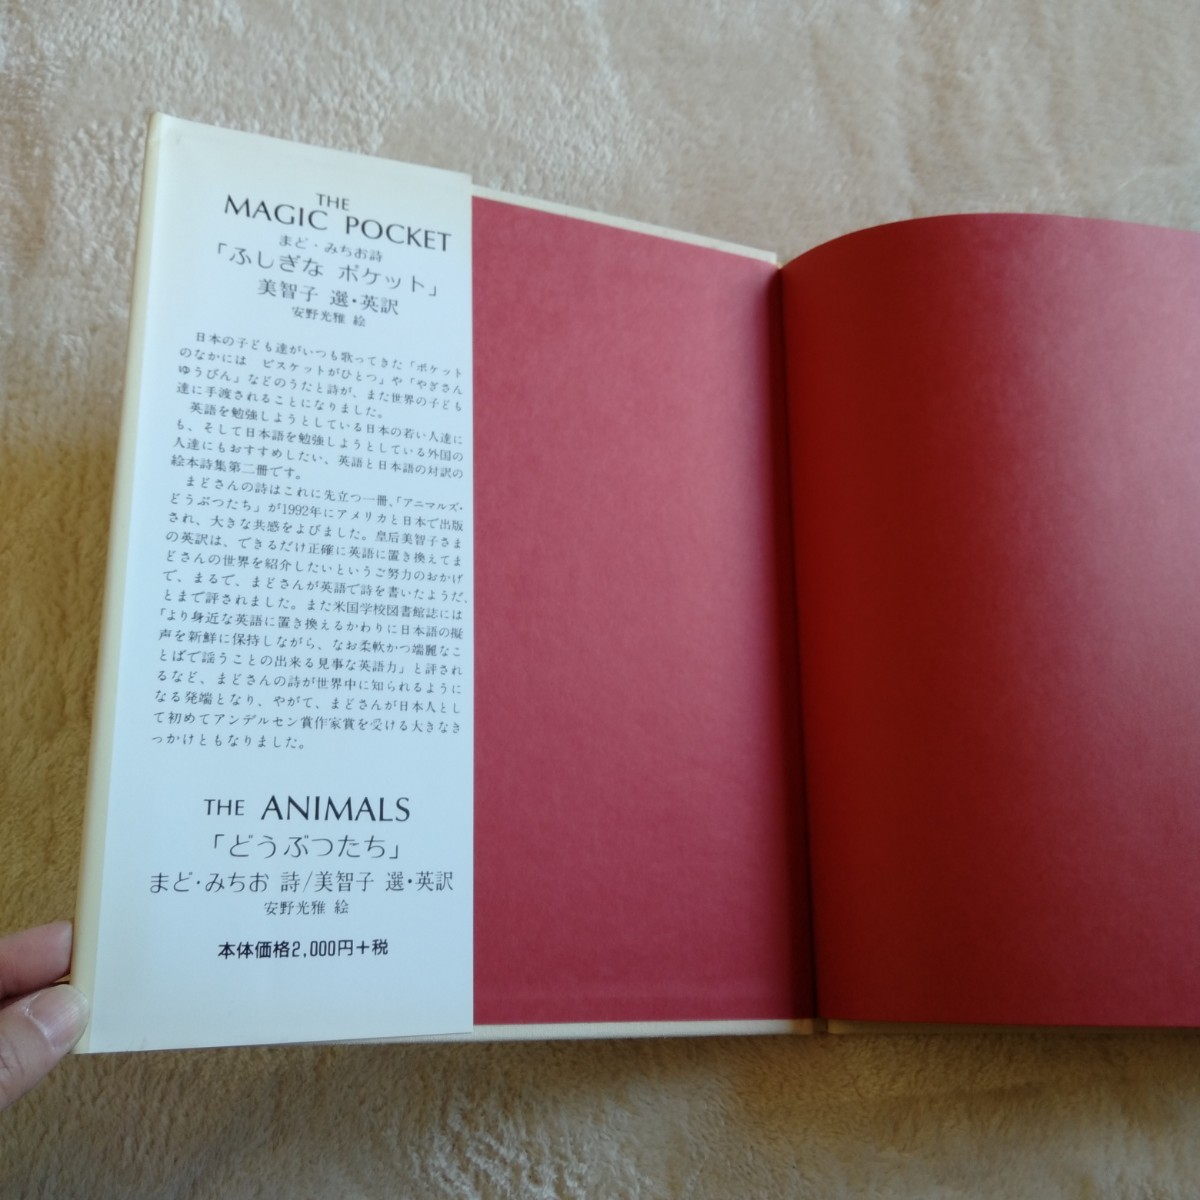 THE
MAGIC POCKET
まど・みちお詩
「ふしぎな ポケット」
美智子 選・英訳
安野光雅 絵
日本の子ども達がいつも歌ってきた「ポケット
のなかには ビスケットがひとつ」や「やぎさん
ゆうびん」などのうたと詩が、また世界の子ども
達に手渡されることになりました。
英語を勉強しようとしている日本の若い人達に
も、そして日本語を勉強しようとしている外国の
人達にもおすすめしたい、英語と日本語の対訳の
絵本詩集第二冊です。
まどさんの詩はこれに先立つ一冊、「アニマルズ・
どうぶつたち」が1992年にアメリカと日本で出版
され、大きな共感をよびました。皇后美智子さま
の英訳は、できるだけ正確に英語に置き換えてま
どさんの世界を紹介したいというご努力のおかげ
で、まるで、まどさんが英語で詩を書いたようだ、
とまで評されました。また米国学校図書館誌には
「より身近な英語に置き換えるかわりに日本語の擬
声を新鮮に保持しながら、なお柔軟かつ端麗なこ
とばで謡うことの出来る見事な英語力」と評され
るなど、まどさんの詩が世界中に知られるように
なる発端となり、やがて、まどさんが日本人とし
て初めてアンデルセン賞作家賞を受ける大きなき
っかけともなりました。
THE ANIMALS
「どうぶつたち」
まど・みちお 詩/美智子 選・英訳
安野光雅 絵
本体価格2,000円+税